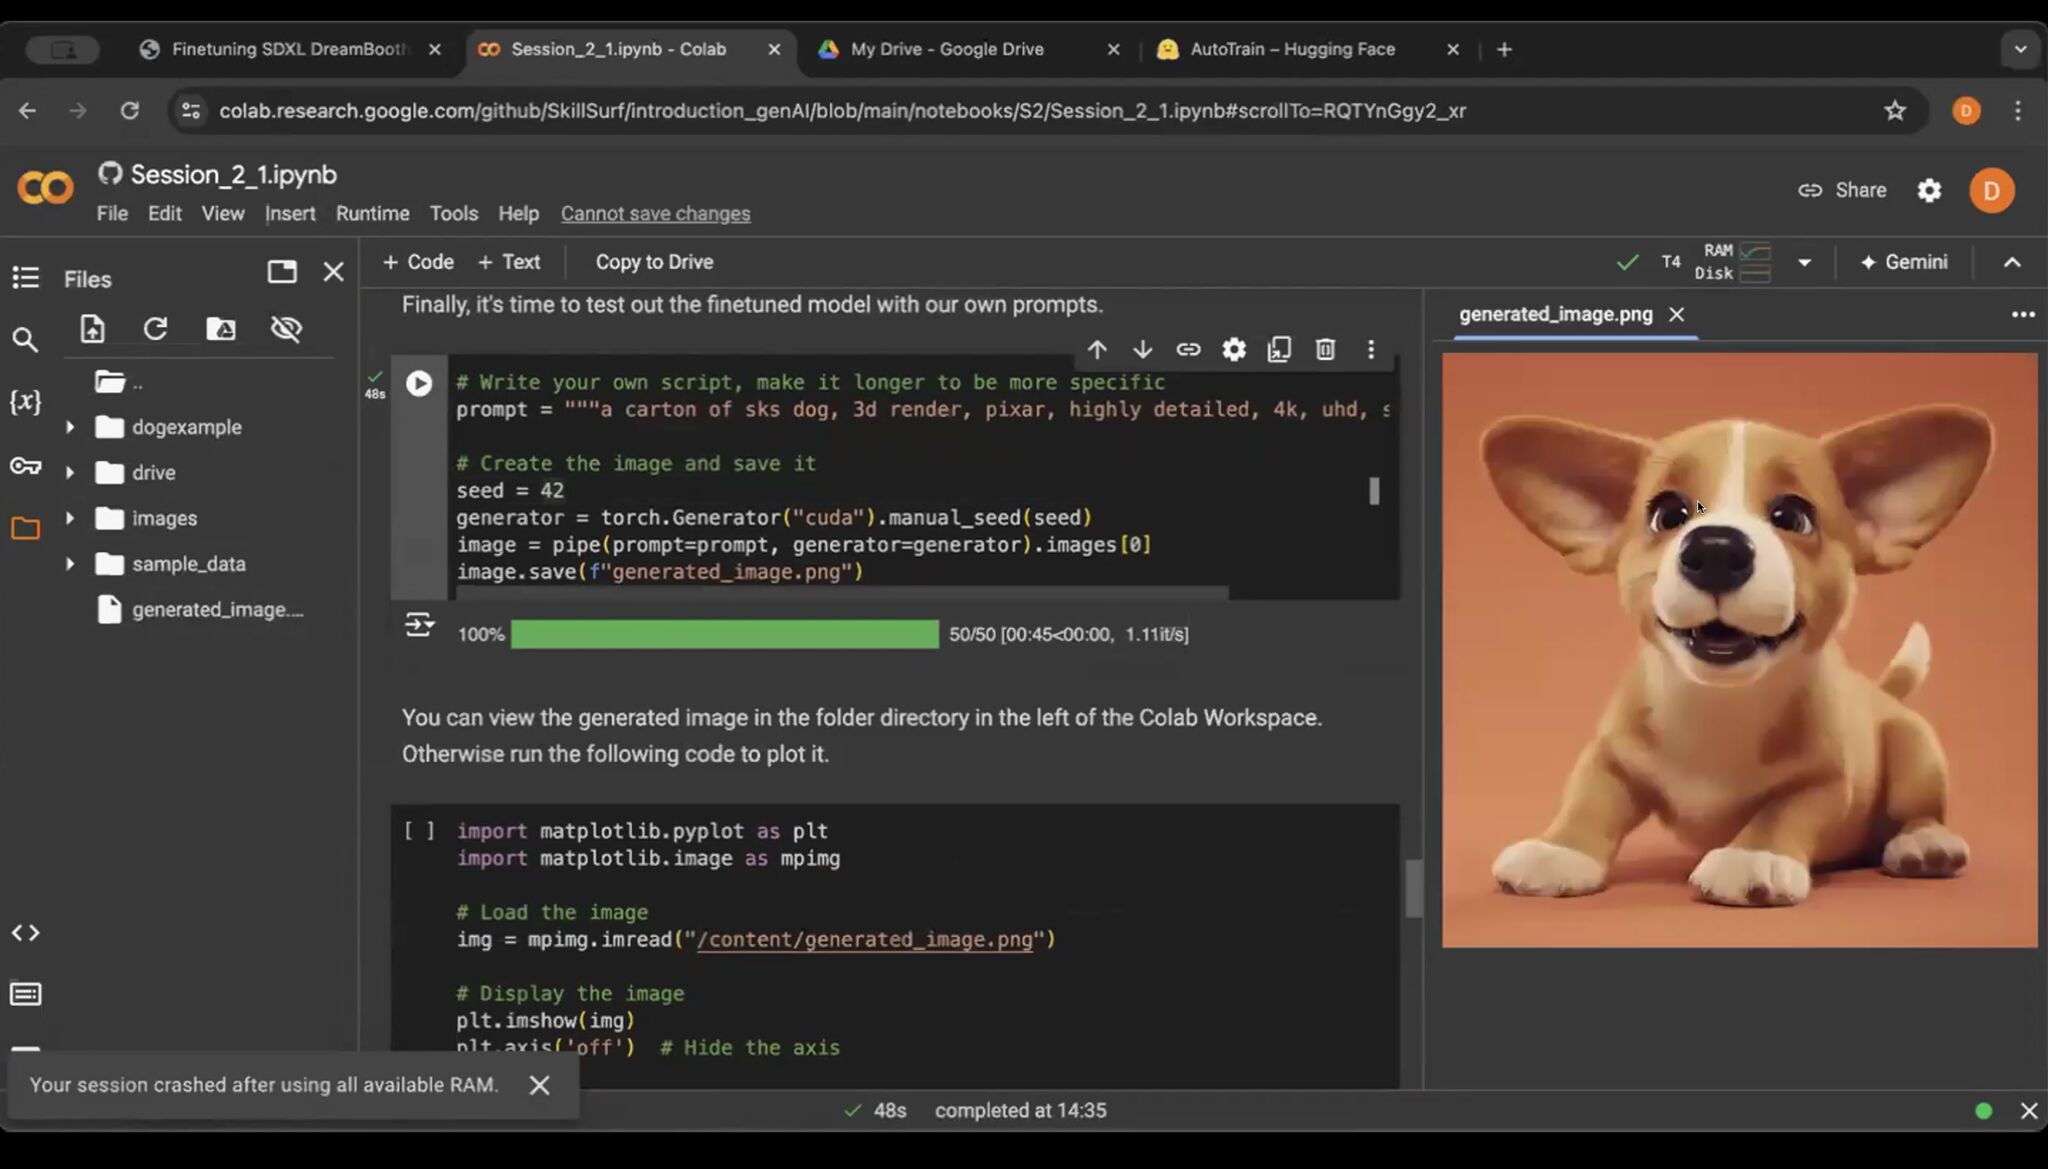 Finetuning SDXL DreamBooth
Session_2_1.ipynb - Colab
My Drive - Google Drive
AutoTrain – Hugging Face
colab.research.google.com/github/SkillSurf/introduction_genAI/blob/main/notebooks/S2/Session_2_1.ipynb#scrollTo=RQTYnGgy2_xr
D
Session_2_1.ipynb
Share
D
File Edit View Insert Runtime Tools Help Cannot save changes
Files
+ Code + Text
Copy to Drive
T4
RAM
Disk
Gemini
..
dogexample
drive
images
sample_data
generated_image....
Finally, it's time to test out the finetuned model with our own prompts.
48s
# Write your own script, make it longer to be more specific
prompt = """a carton of sks dog, 3d render, pixar, highly detailed, 4k, uhd, s
# Create the image and save it
seed = 42
generator = torch.Generator("cuda").manual_seed(seed)
image = pipe(prompt=prompt, generator=generator).images[0]
image.save(f"generated_image.png")
100% 50/50 [00:45<00:00, 1.11it/s]
You can view the generated image in the folder directory in the left of the Colab Workspace.
Otherwise run the following code to plot it.
[ ] import matplotlib.pyplot as plt
import matplotlib.image as mpimg
# Load the image
img = mpimg.imread("/content/generated_image.png")
# Display the image
plt.imshow(img)
plt.axis('off') # Hide the axis
generated_image.png
Your session crashed after using all available RAM.
48s completed at 14:35